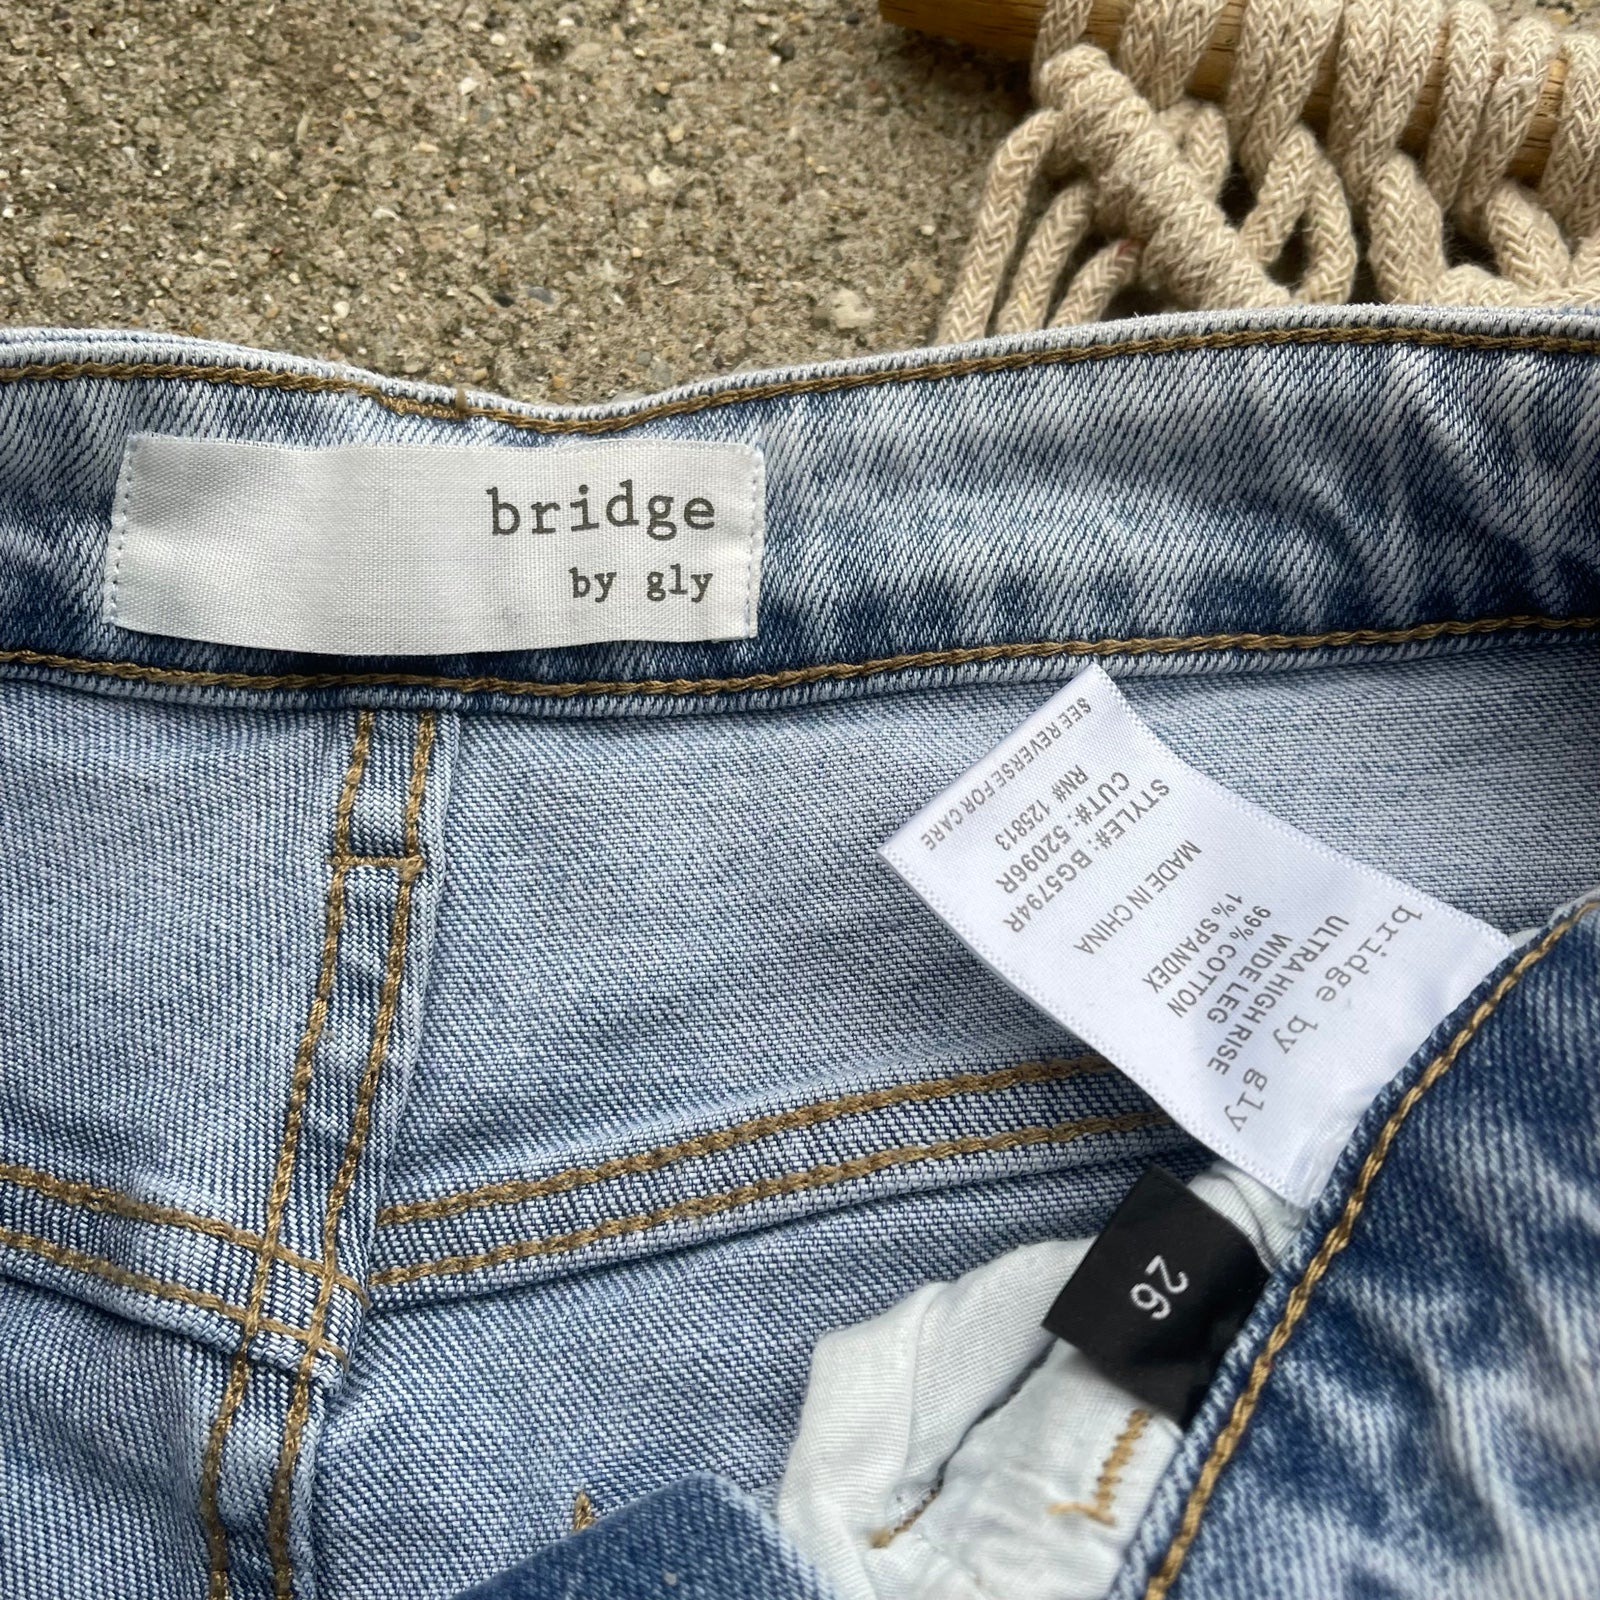 bridge
by gly
bridge by gly
ULTRA HIGH RISE
WIDE LEG
99% COTTON
1% SPANDEX
MADE IN CHINA
STYLE#: BG5794R
CUT#: 52096R
RN# 125813
SEE REVERSE FOR CARE
26